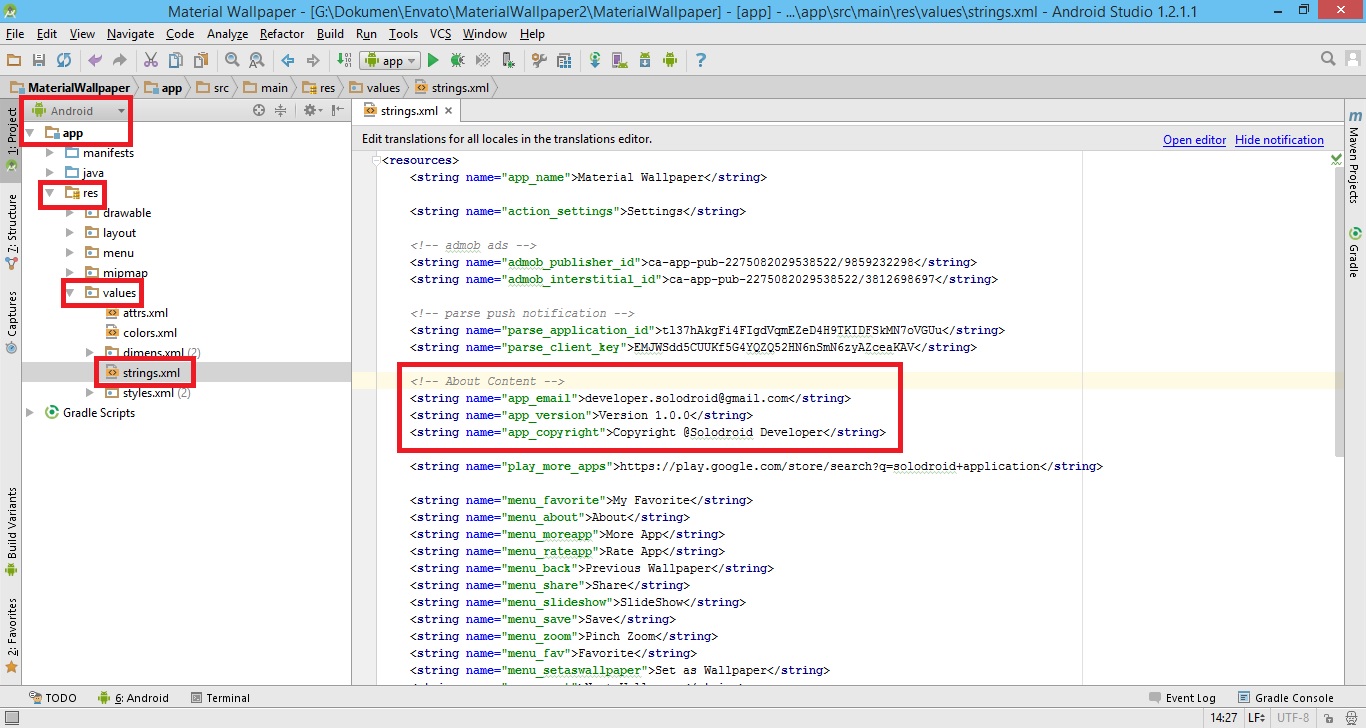 Material Wallpaper - [G:\Dokumen\Envato\MaterialWallpaper2\MaterialWallpaper] - [app] - ...\app\src\main\res\values\strings.xml - Android Studio 1.2.1.1
File Edit View Navigate Code Analyze Refactor Build Run Tools VCS Window Help
app
MaterialWallpaper app src main res values strings.xml
1: Project
7: Structure
Captures
Build Variants
2: Favorites
Android
app
manifests
java
res
drawable
layout
menu
mipmap
values
attrs.xml
colors.xml
dimens.xml (2)
strings.xml
styles.xml (2)
Gradle Scripts
strings.xml
Edit translations for all locales in the translations editor. Open editor Hide notification
<resources>
<string name="app_name">Material Wallpaper</string>
<string name="action_settings">Settings</string>
<!-- admob ads -->
<string name="admob_publisher_id">ca-app-pub-2275082029538522/9859232298</string>
<string name="admob_interstitial_id">ca-app-pub-2275082029538522/3812698697</string>
<!-- parse push notification -->
<string name="parse_application_id">tl37hAkgFi4FIgdVqmEZeD4H9TKIDFSkMN7oVGUu</string>
<string name="parse_client_key">EMJWSdd5CUUKf5G4YQZQ52HN6nSmN6zyAZceaKAV</string>
<!-- About Content -->
<string name="app_email">developer.solodroid@gmail.com</string>
<string name="app_version">Version 1.0.0</string>
<string name="app_copyright">Copyright @Solodroid Developer</string>
<string name="play_more_apps">https://play.google.com/store/search?q=solodroid+application</string>
<string name="menu_favorite">My Favorite</string>
<string name="menu_about">About</string>
<string name="menu_moreapp">More App</string>
<string name="menu_rateapp">Rate App</string>
<string name="menu_back">Previous Wallpaper</string>
<string name="menu_share">Share</string>
<string name="menu_slideshow">SlideShow</string>
<string name="menu_save">Save</string>
<string name="menu_zoom">Pinch Zoom</string>
<string name="menu_fav">Favorite</string>
<string name="menu_setaswallpaper">Set as Wallpaper</string>
Maven Projects
Gradle
TODO 6: Android Terminal Event Log Gradle Console
14:27 LF UTF-8